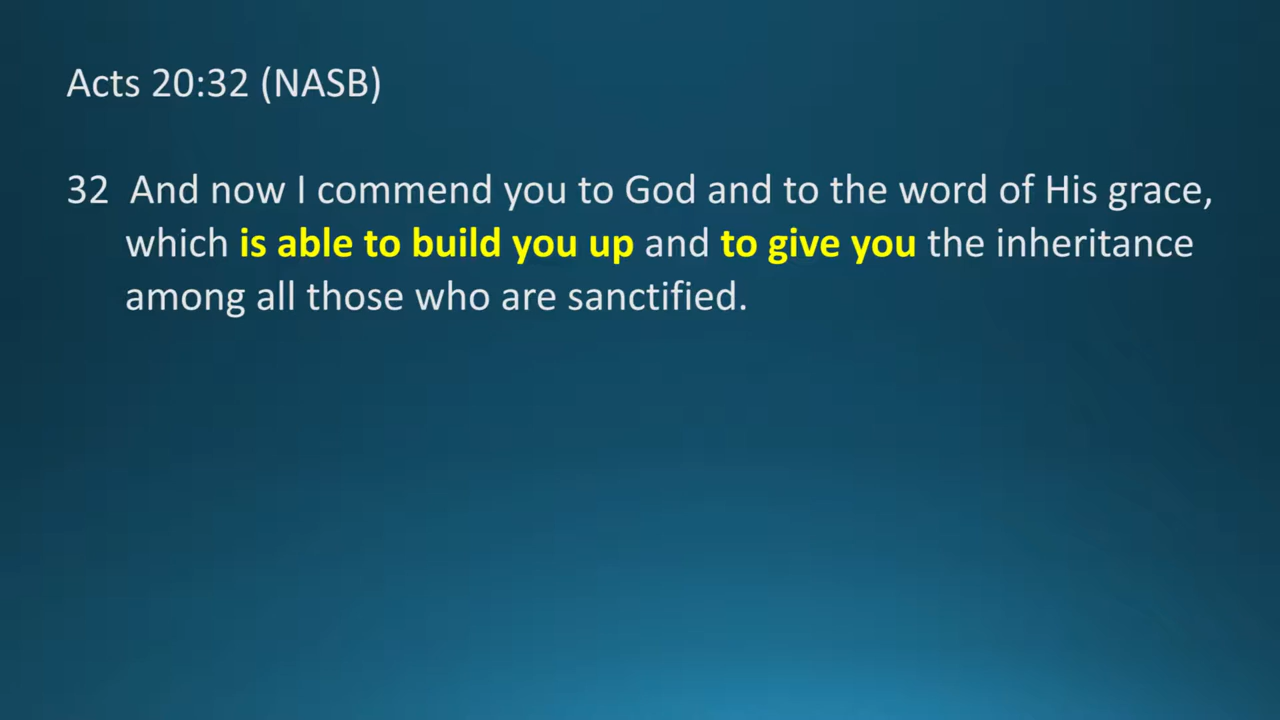 Acts 20:32 (NASB)
32 And now I commend you to God and to the word of His grace,
which is able to build you up and to give you the inheritance
among all those who are sanctified.